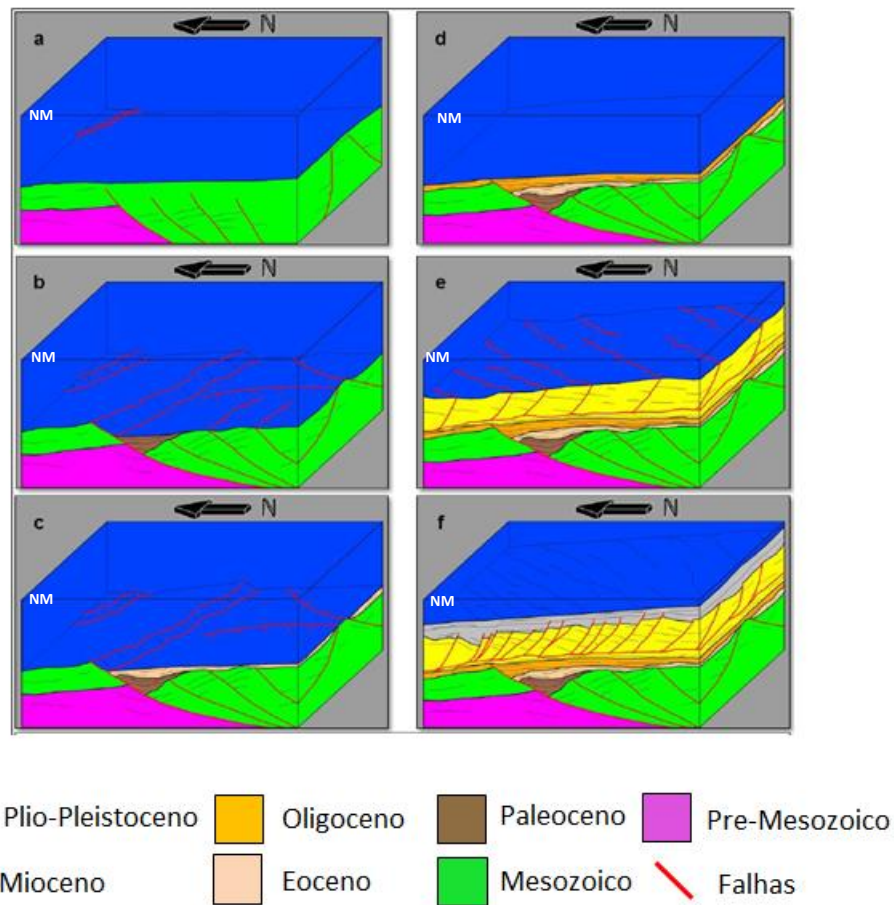 N
N
a
d
NM
NM
N
N
b
e
NM
NM
N
N
c
f
NM
NM
Plio-Pleistoceno Oligoceno Paleoceno Pre-Mesozoico
Mioceno Eoceno Mesozoico Falhas